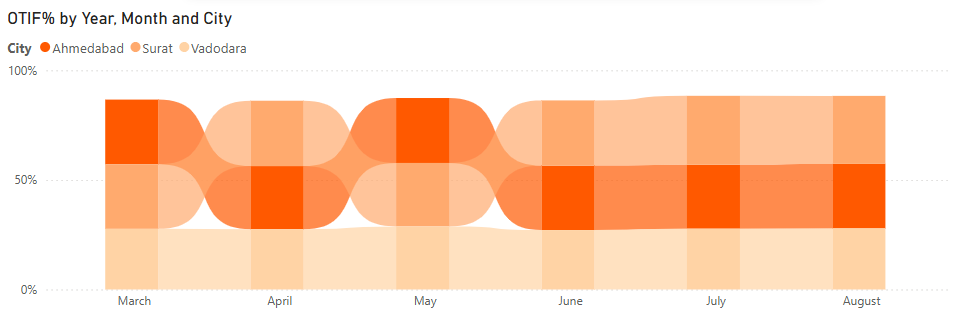 OTIF% by Year, Month and City
City Ahmedabad Surat Vadodara
100%
50%
0%
March April May June July August